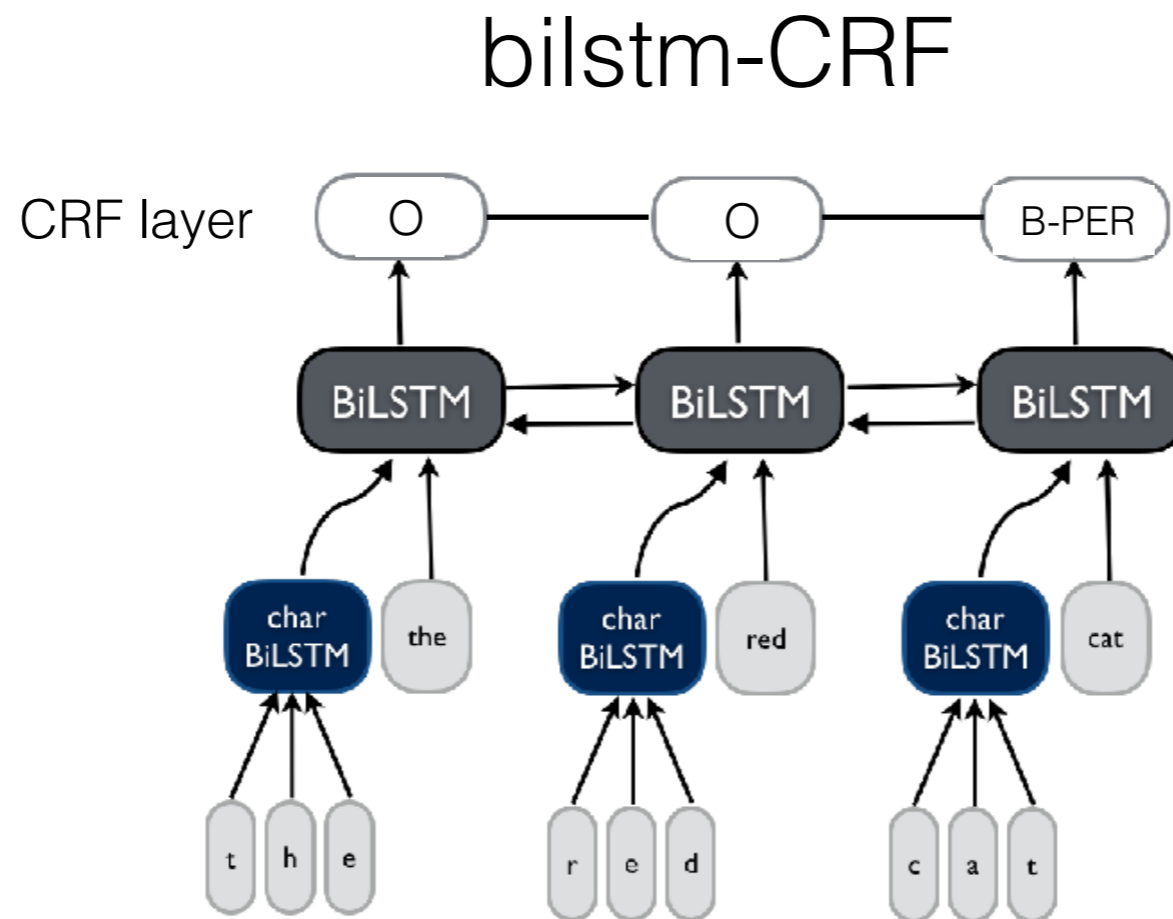 bilstm-CRF
CRF layer O O B-PER
BiLSTM BiLSTM BiLSTM
char BiLSTM the char BiLSTM red char BiLSTM cat
t h e r e d c a t